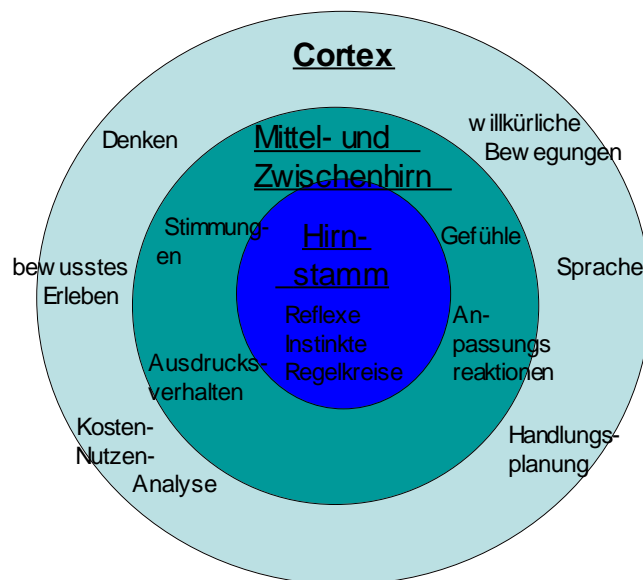 Cortex
Denken
willkürliche
Bewegungen
Mittel- und
Zwischenhirn
Stimmung-
en
Hirn-
stamm
Gefühle
bewusstes
Erleben
Sprache
Reflexe
Instinkte
Regelkreise
An-
passungs
reaktionen
Ausdrucks-
verhalten
Kosten-
Nutzen-
Analyse
Handlungs-
planung